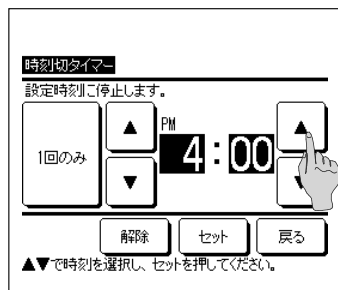 時刻切タイマー
設定時刻に停止します。
1回のみ
▲
▼
PM
4:00
▲
▼
解除
セット
戻る
▲▼で時刻を選択し、セットを押してください。